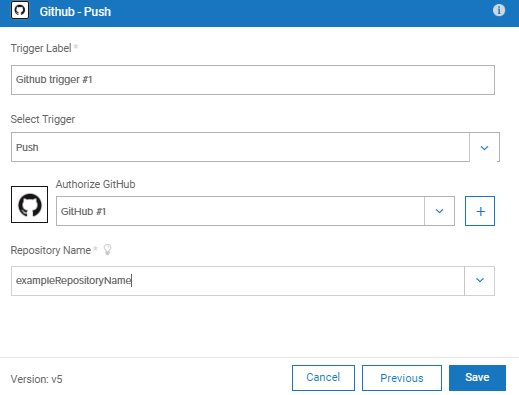 Github - Push
Trigger Label *
Github trigger #1
Select Trigger
Push
Authorize GitHub
GitHub #1
+
Repository Name *
exampleRepositoryName
Version: v5
Cancel
Previous
Save